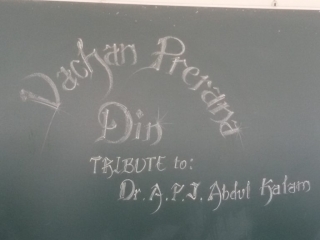 Vachan Prerana
Din
TRIBUTE to:
Dr. A.P.J. Abdul Kalam